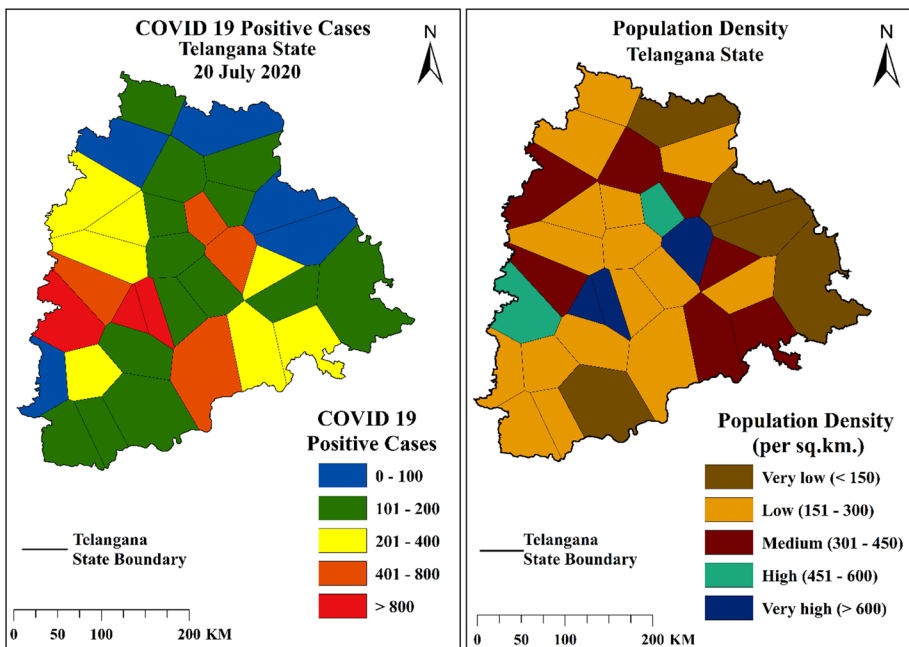 COVID 19 Positive Cases
Telangana State
20 July 2020
N
COVID 19
Positive Cases
0 - 100
101 - 200
201 - 400
401 - 800
> 800
Telangana
State Boundary
0 50 100 200 KM
Population Density
Telangana State
N
Population Density
(per sq.km.)
Very low (< 150)
Low (151 - 300)
Medium (301 - 450)
High (451 - 600)
Very high (> 600)
Telangana
State Boundary
0 50 100 200 KM